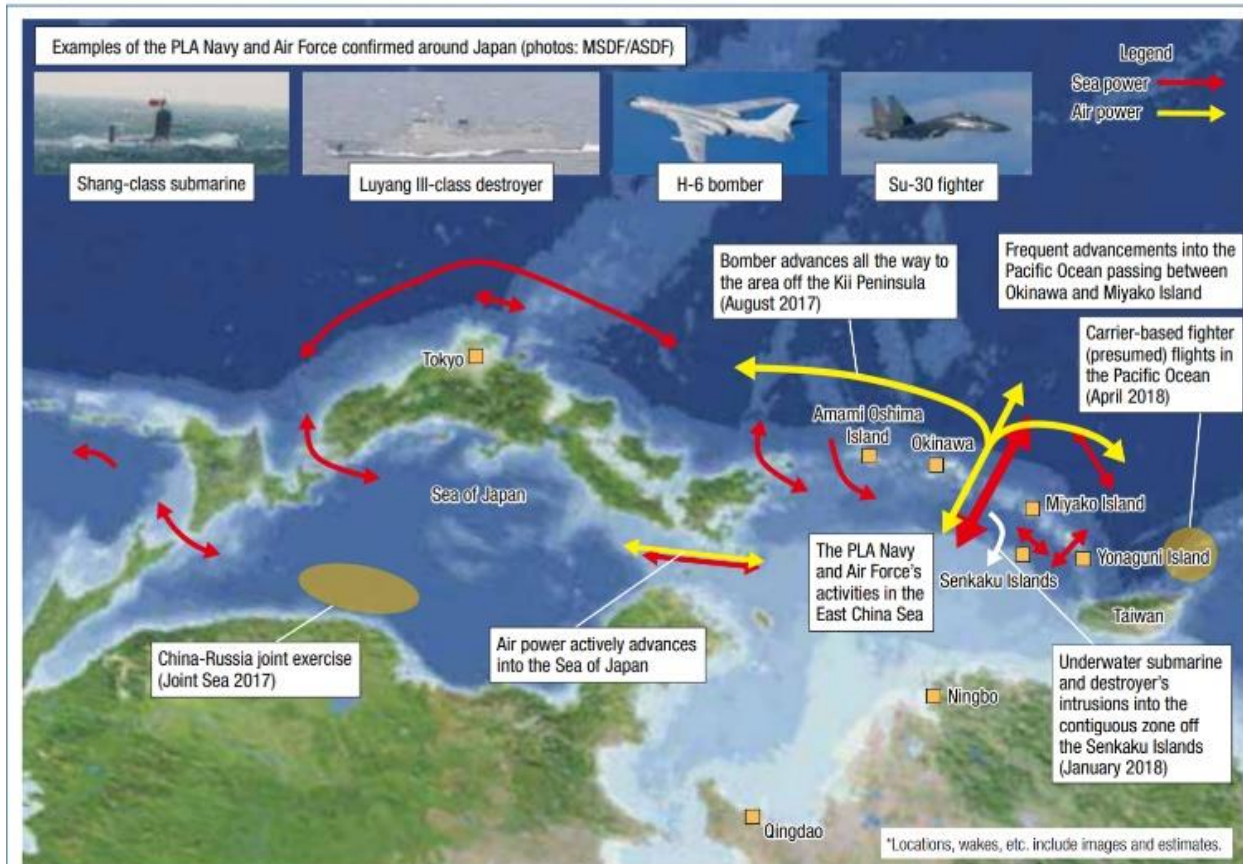 Examples of the PLA Navy and Air Force confirmed around Japan (photos: MSDF/ASDF)
Legend
Sea power
Air power
Shang-class submarine
Luyang III-class destroyer
H-6 bomber
Su-30 fighter
Bomber advances all the way to
the area off the Kii Peninsula
(August 2017)
Frequent advancements into the
Pacific Ocean passing between
Okinawa and Miyako Island
Carrier-based fighter
(presumed) flights in
the Pacific Ocean
(April 2018)
Tokyo
Amami Oshima
Island
Okinawa
Sea of Japan
Miyako Island
The PLA Navy
and Air Force's
activities in the
East China Sea
Senkaku Islands
Yonaguni Island
Taiwan
China-Russia joint exercise
(Joint Sea 2017)
Air power actively advances
into the Sea of Japan
Underwater submarine
and destroyer's
intrusions into the
contiguous zone off
the Senkaku Islands
(January 2018)
Ningbo
Qingdao
*Locations, wakes, etc. include images and estimates.